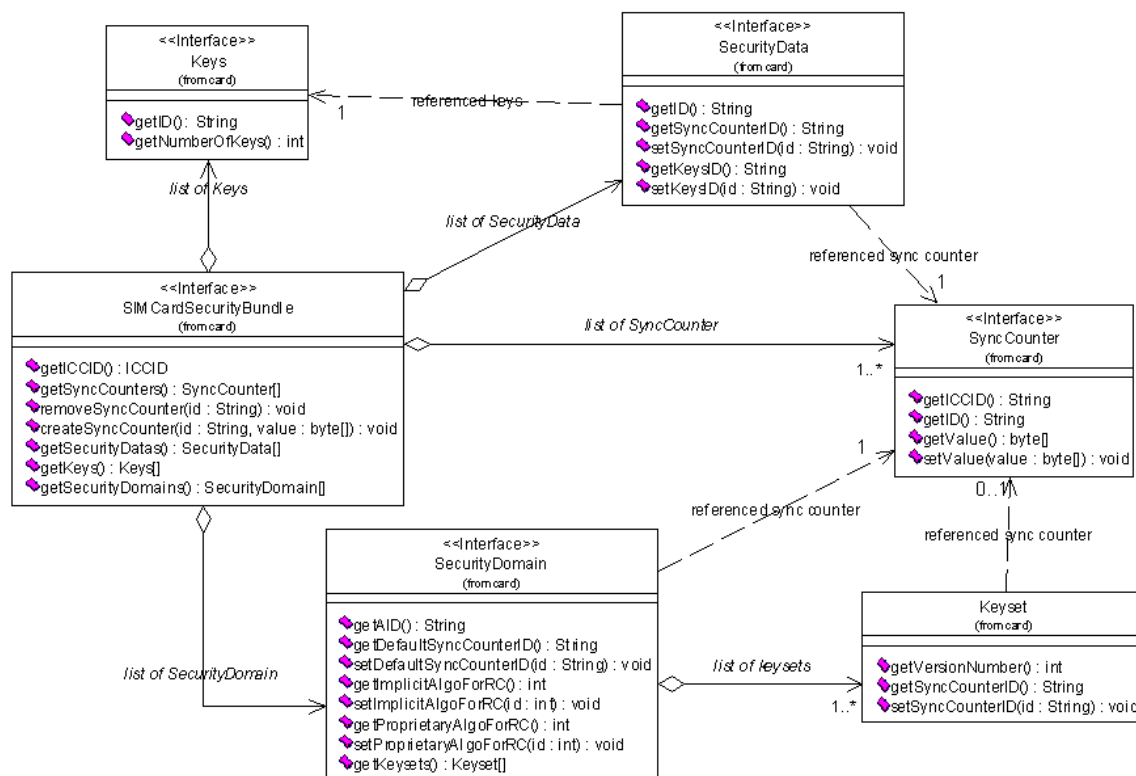 <<Interface>>
Keys
(from card)
getID() : String
getNumberOfKeys() : int
<<Interface>>
SecurityData
(from card)
getID() : String
getSyncCounterID() : String
setSyncCounterID(id : String) : void
getKeysID() : String
setKeysID(id : String) : void
referenced keys
1
list of Keys
list of SecurityData
referenced sync counter
1
<<Interface>>
SIMCardSecurityBundle
(from card)
getICCID() : ICCID
getSyncCounters() : SyncCounter[]
removeSyncCounter(id : String) : void
createSyncCounter(id : String, value : byte[]) : void
getSecurityDatas() : SecurityData[]
getKeys() : Keys[]
getSecurityDomains() : SecurityDomain[]
list of SyncCounter
1..*
<<Interface>>
SyncCounter
(from card)
getICCID() : String
getID() : String
getValue() : byte[]
setValue(value : byte[]) : void
1
0..1
referenced sync counter
referenced sync counter
list of SecurityDomain
<<Interface>>
SecurityDomain
(from card)
getAID() : String
getDefaultSyncCounterID() : String
setDefaultSyncCounterID(id : String) : void
getImplicitAlgoForRC() : int
setImplicitAlgoForRC(id : int) : void
getProprietaryAlgoForRC() : int
setProprietaryAlgoForRC(id : int) : void
getKeysets() : Keyset[]
list of keysets
1..*
Keyset
(from card)
getVersionNumber() : int
getSyncCounterID() : String
setSyncCounterID(id : String) : void